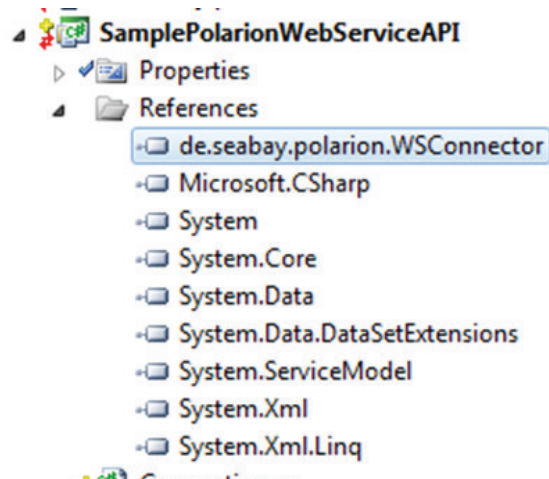 SamplePolarionWebServiceAPI
Properties
References
de.seabay.polarion.WSConnector
Microsoft.CSharp
System
System.Core
System.Data
System.Data.DataSetExtensions
System.ServiceModel
System.Xml
System.Xml.Linq